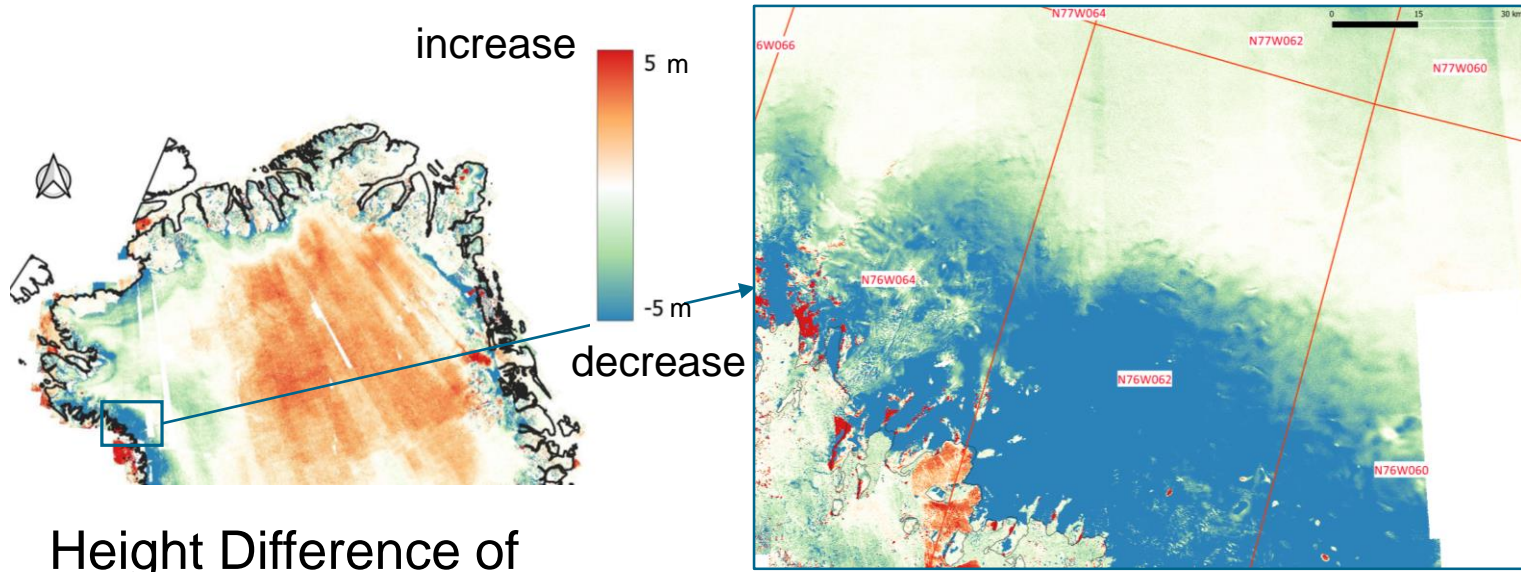 increase
5 m
-5 m
decrease
Height Difference of
N77W064
0 15 30 km
6W066
N77W062
N77W060
N76W064
N76W062
N76W060